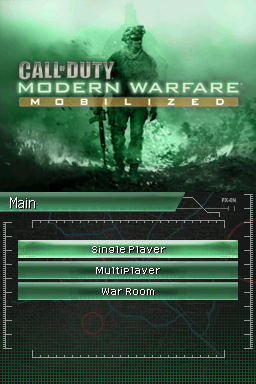 CALL OF DUTY
MODERN WARFARE
MOBILIZED
Main
FX-0N
Single Player
MultiPlayer
War Room